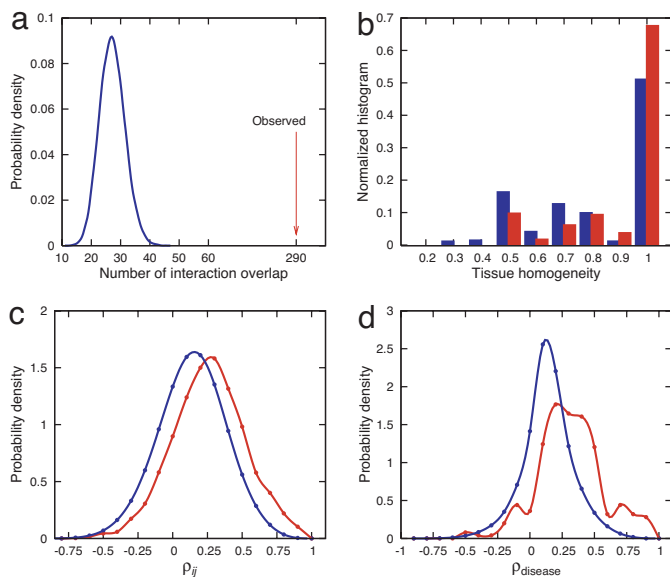 a
0.1
0.08
0.06
0.04
0.02
0
Probability density
Observed
10 20 30 40 50 60 290
Number of interaction overlap
b
0.7
0.6
0.5
0.4
0.3
0.2
0.1
0
Normalized histogram
0.2 0.3 0.4 0.5 0.6 0.7 0.8 0.9 1
Tissue homogeneity
c
2
1.5
1
0.5
0
Probability density
-0.75 -0.5 -0.25 0 0.25 0.5 0.75 1
ρij
d
3
2.5
2
1.5
1
0.5
0
Probability density
-1 -0.75 -0.5 -0.25 0 0.25 0.5 0.75 1
ρdisease